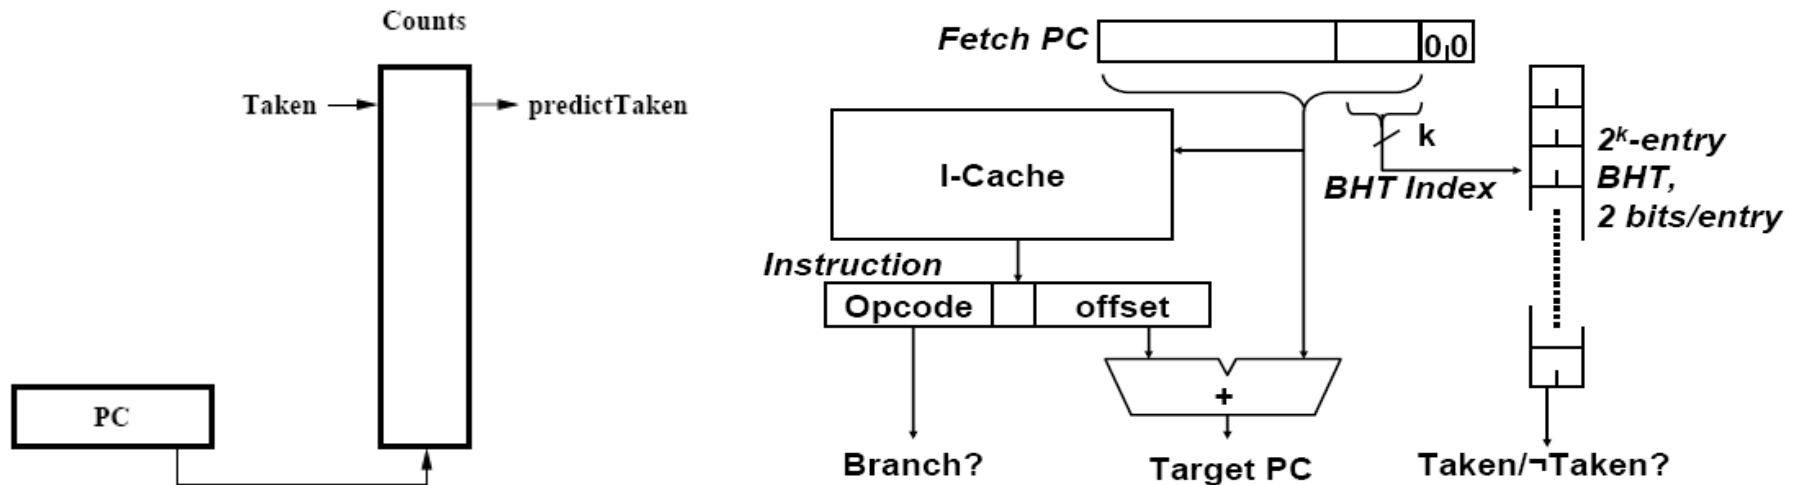 Counts
Taken
predictTaken
PC
Fetch PC
0 0
I-Cache
k
BHT Index
2ᵏ-entry
BHT,
2 bits/entry
Instruction
Opcode
offset
+
Branch?
Target PC
Taken/¬Taken?